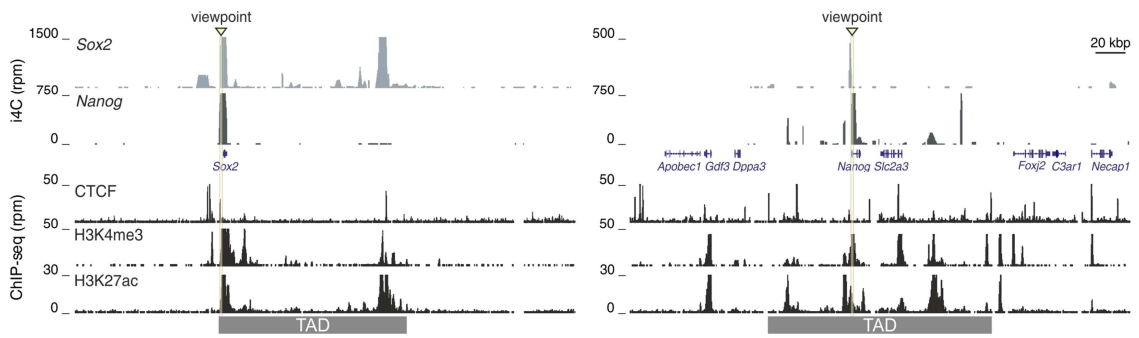 viewpoint
viewpoint
i4C (rpm)
1500
Sox2
500
20 kbp
750
Nanog
750
0
0
Sox2
Apobec1 Gdf3 Dppa3 Nanog Slc2a3 Foxj2 C3ar1 Necap1
ChIP-seq (rpm)
50
CTCF
50
50
H3K4me3
50
30
H3K27ac
30
0
0
TAD
TAD